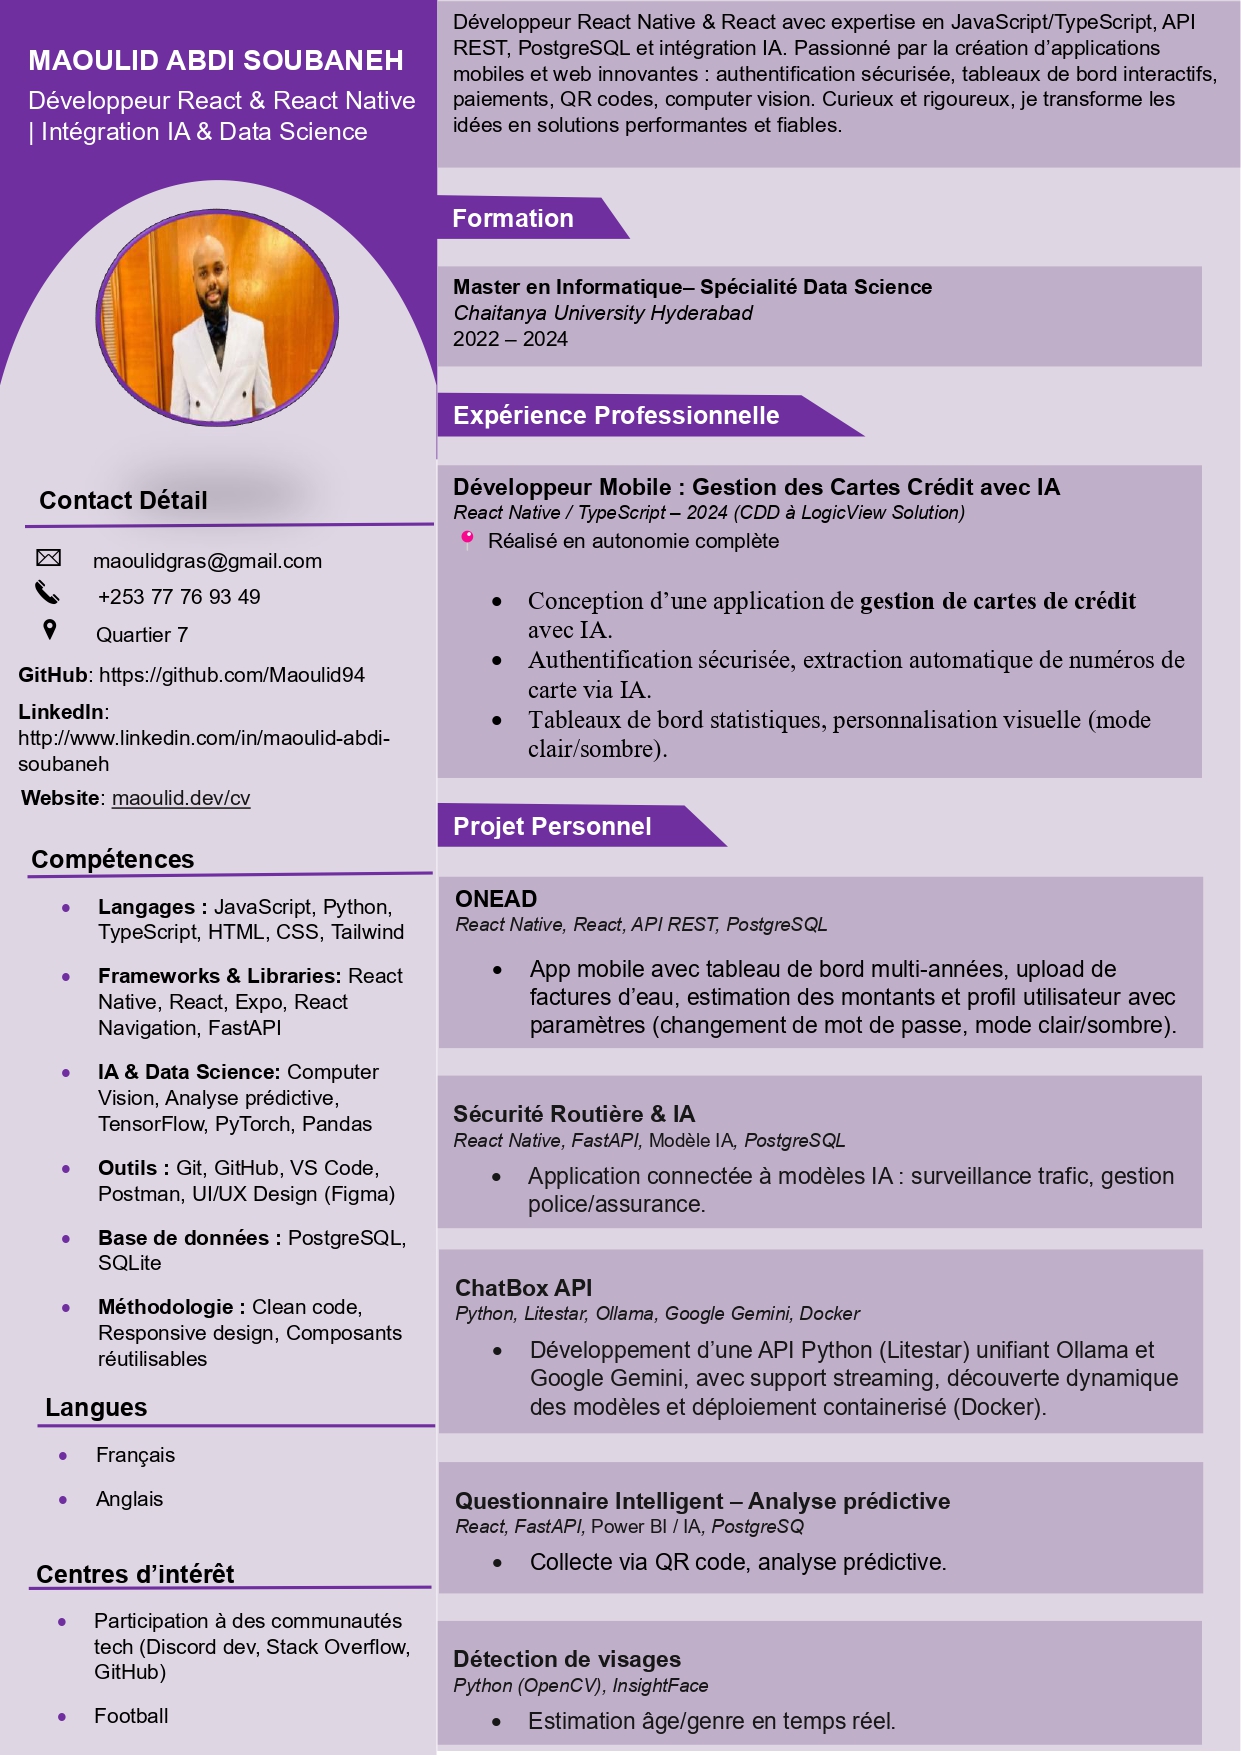 MAOULID ABDI SOUBANEH
Développeur React & React Native
| Intégration IA & Data Science
Contact Détail
maoulidgras@gmail.com
+253 77 76 93 49
Quartier 7
GitHub: https://github.com/Maoulid94
LinkedIn:
http://www.linkedin.com/in/maoulid-abdi-
soubaneh
Website: maoulid.dev/cv
Compétences
• Langages : JavaScript, Python,
TypeScript, HTML, CSS, Tailwind
• Frameworks & Libraries: React
Native, React, Expo, React
Navigation, FastAPI
• IA & Data Science: Computer
Vision, Analyse prédictive,
TensorFlow, PyTorch, Pandas
• Outils : Git, GitHub, VS Code,
Postman, UI/UX Design (Figma)
• Base de données : PostgreSQL,
SQLite
• Méthodologie : Clean code,
Responsive design, Composants
réutilisables
Langues
• Français
• Anglais
Centres d’intérêt
• Participation à des communautés
tech (Discord dev, Stack Overflow,
GitHub)
• Football
Développeur React Native & React avec expertise en JavaScript/TypeScript, API
REST, PostgreSQL et intégration IA. Passionné par la création d’applications
mobiles et web innovantes : authentification sécurisée, tableaux de bord interactifs,
paiements, QR codes, computer vision. Curieux et rigoureux, je transforme les
idées en solutions performantes et fiables.
Formation
Master en Informatique– Spécialité Data Science
Chaitanya University Hyderabad
2022 – 2024
Expérience Professionnelle
Développeur Mobile : Gestion des Cartes Crédit avec IA
React Native / TypeScript – 2024 (CDD à LogicView Solution)
📍 Réalisé en autonomie complète
• Conception d’une application de gestion de cartes de crédit
avec IA.
• Authentification sécurisée, extraction automatique de numéros de
carte via IA.
• Tableaux de bord statistiques, personnalisation visuelle (mode
clair/sombre).
Projet Personnel
ONEAD
React Native, React, API REST, PostgreSQL
• App mobile avec tableau de bord multi-années, upload de
factures d’eau, estimation des montants et profil utilisateur avec
paramètres (changement de mot de passe, mode clair/sombre).
Sécurité Routière & IA
React Native, FastAPI, Modèle IA, PostgreSQL
• Application connectée à modèles IA : surveillance trafic, gestion
police/assurance.
ChatBox API
Python, Litestar, Ollama, Google Gemini, Docker
• Développement d’une API Python (Litestar) unifiant Ollama et
Google Gemini, avec support streaming, découverte dynamique
des modèles et déploiement containerisé (Docker).
Questionnaire Intelligent – Analyse prédictive
React, FastAPI, Power BI / IA, PostgreSQ
• Collecte via QR code, analyse prédictive.
Détection de visages
Python (OpenCV), InsightFace
• Estimation âge/genre en temps réel.